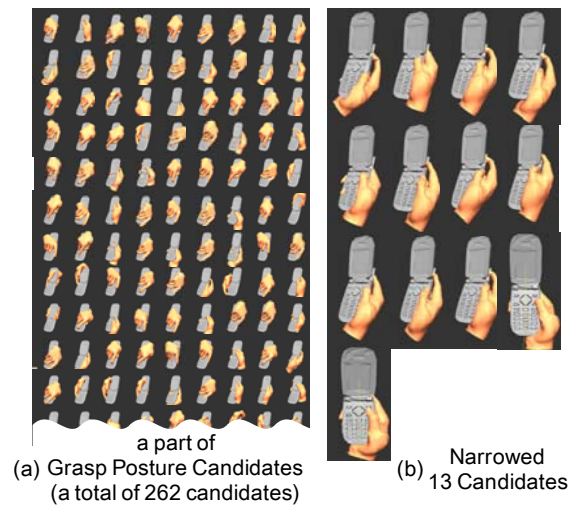 a part of
(a) Grasp Posture Candidates
(a total of 262 candidates)
(b) Narrowed
13 Candidates